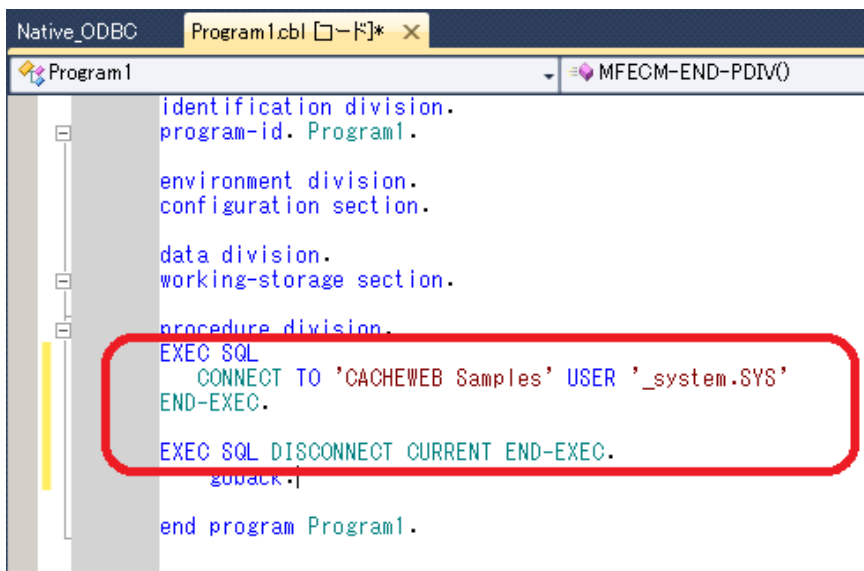 Native_ODBC Program1.cbl [コード]* ×
Program1 MFECM-END-PDIV()
identification division.
program-id. Program1.
environment division.
configuration section.
data division.
working-storage section.
procedure division.
EXEC SQL
CONNECT TO 'CACHEWEB Samples' USER '_system.SYS'
END-EXEC.
EXEC SQL DISCONNECT CURRENT END-EXEC.
goback.
end program Program1.